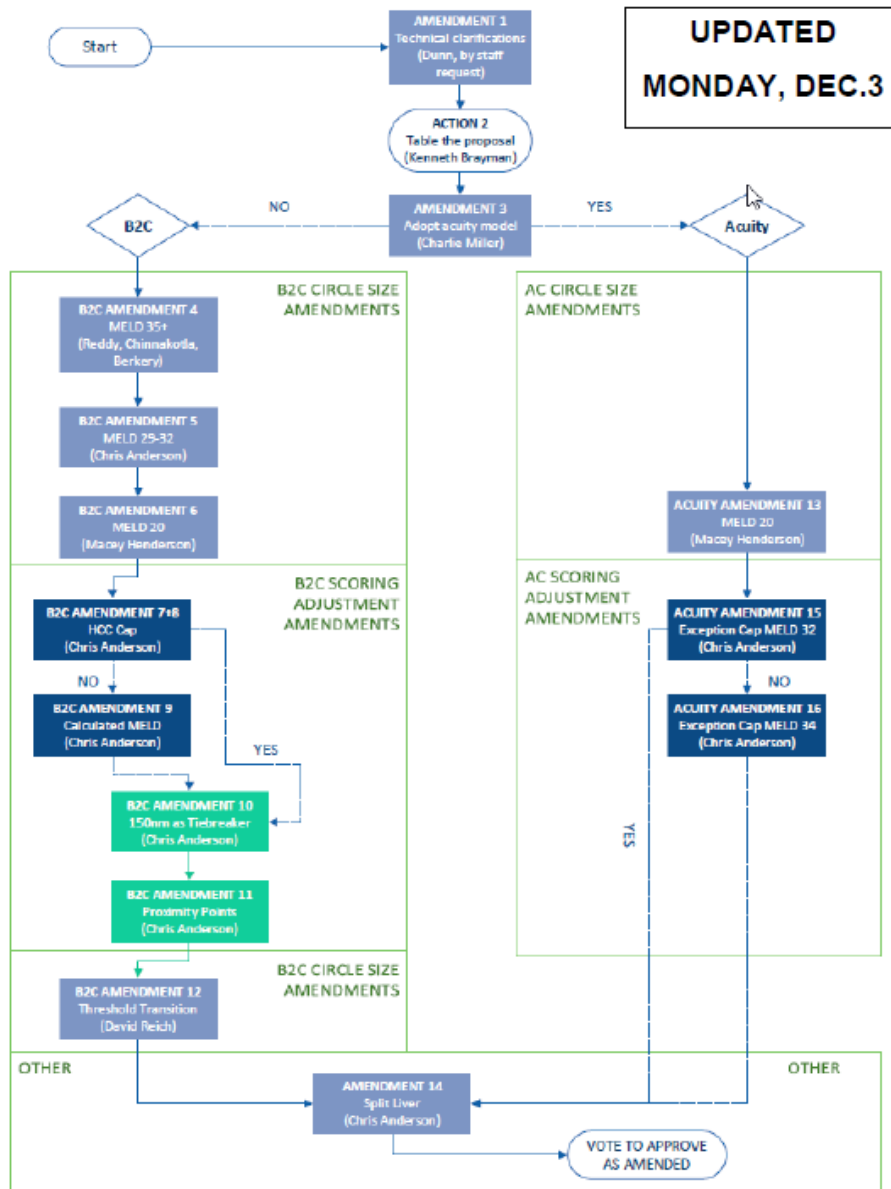 UPDATED
MONDAY, DEC.3
Start
AMENDMENT 1
Technical clarifications
(Dunn, by staff
request)
ACTION 2
Table the proposal
(Kenneth Brayman)
AMENDMENT 3
Adopt acuity model
(Charlie Miller)
NO
YES
B2C
Acuity
B2C CIRCLE SIZE
AMENDMENTS
B2C AMENDMENT 4
MELD 35+
(Reddy, Chinnakotla,
Berkery)
B2C AMENDMENT 5
MELD 29-32
(Chris Anderson)
B2C AMENDMENT 6
MELD 20
(Macey Henderson)
AC CIRCLE SIZE
AMENDMENTS
ACUITY AMENDMENT 13
MELD 20
(Macey Henderson)
B2C SCORING
ADJUSTMENT
AMENDMENTS
B2C AMENDMENT 7+8
HCC Cap
(Chris Anderson)
NO
B2C AMENDMENT 9
Calculated MELD
(Chris Anderson)
YES
B2C AMENDMENT 10
150nm as Tiebreaker
(Chris Anderson)
B2C AMENDMENT 11
Proximity Points
(Chris Anderson)
AC SCORING
ADJUSTMENT
AMENDMENTS
ACUITY AMENDMENT 15
Exception Cap MELD 32
(Chris Anderson)
NO
ACUITY AMENDMENT 16
Exception Cap MELD 34
(Chris Anderson)
YES
B2C CIRCLE SIZE
AMENDMENTS
B2C AMENDMENT 12
Threshold Transition
(David Reich)
OTHER
OTHER
AMENDMENT 14
Split Liver
(Chris Anderson)
VOTE TO APPROVE
AS AMENDED